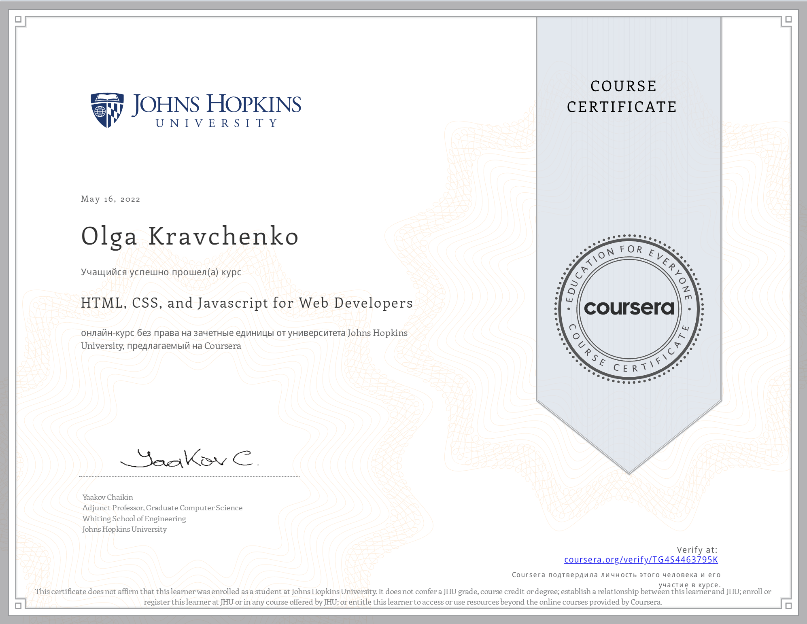 JOHNS HOPKINS
UNIVERSITY
COURSE
CERTIFICATE
May 16, 2022
Olga Kravchenko
Учащийся успешно прошел(а) курс
HTML, CSS, and Javascript for Web Developers
онлайн-курс без права на зачетные единицы от университета Johns Hopkins
University, предлагаемый на Coursera
EDUCATION FOR EVERYONE
coursera
COURSE CERTIFICATE
Yaakov C.
Yaakov Chaikin
Adjunct Professor, Graduate Computer Science
Whiting School of Engineering
Johns Hopkins University
Verify at:
coursera.org/verify/TG4S4463795K
Coursera подтвердила личность этого человека и его
участие в курсе.
This certificate does not affirm that this learner was enrolled as a student at Johns Hopkins University. It does not confer a JHU grade, course credit or degree; establish a relationship between this learner and JHU; enroll or
register this learner at JHU or in any course offered by JHU; or entitle this learner to access or use resources beyond the online courses provided by Coursera.